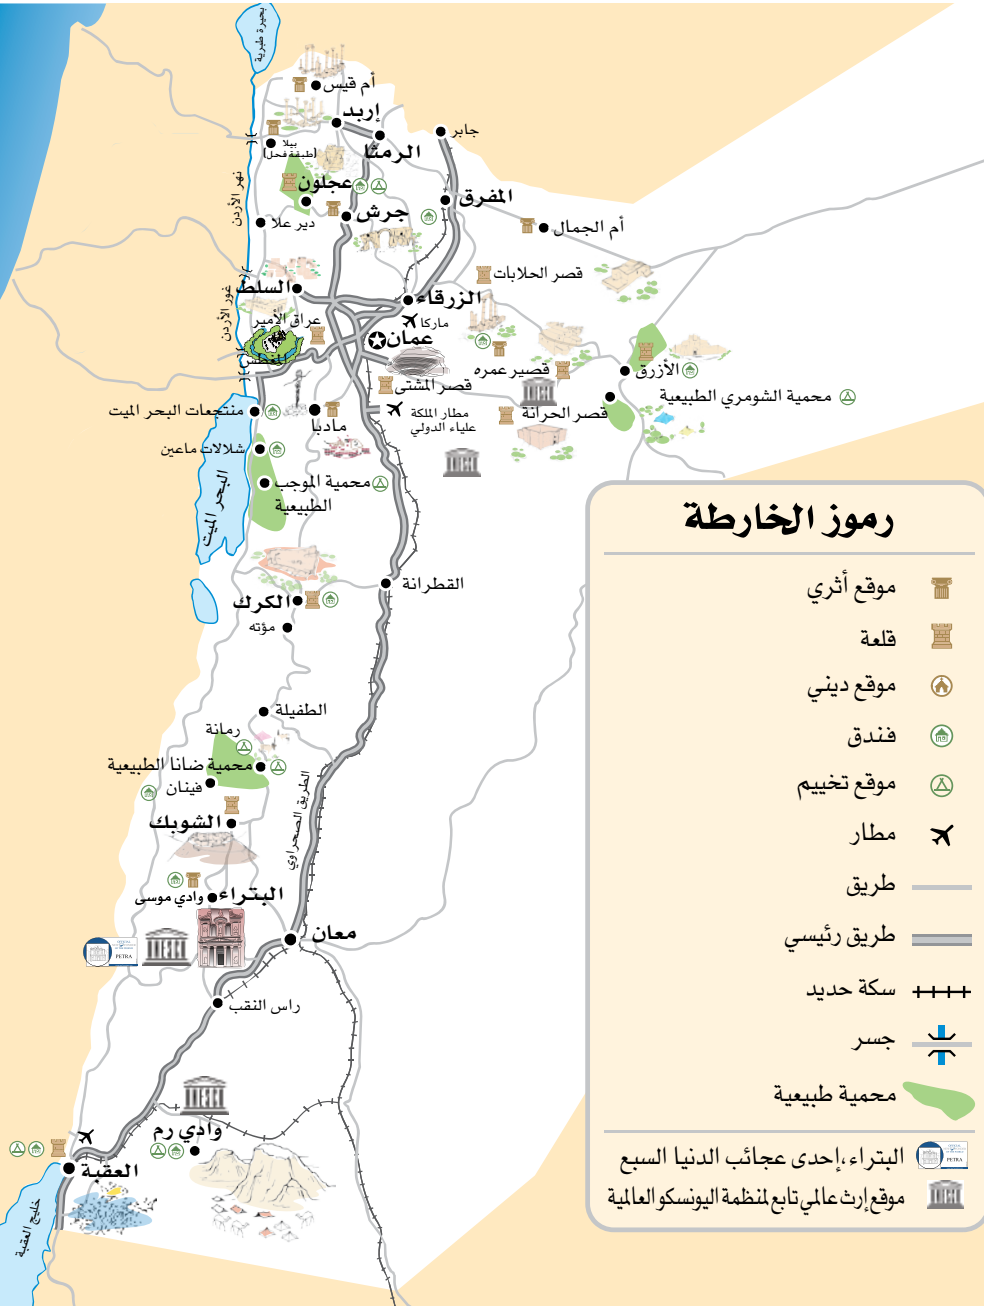 بحيرة طبرية
أم قيس
إربد
جابر
الرمثا
بيلا
(طبقة فحل)
عجلون
المفرق
نهر الأردن
جرش
دير علا
أم الجمال
قصر الحلابات
السلط
الزرقاء
غور الأردن
عراق الأمير
ماركا
عمان
المغطس
قصير عمره
الأزرق
قصر المشتى
محمية الشومري الطبيعية
منتجعات البحر الميت
مادبا
مطار الملكة
علياء الدولي
قصر الحرانة
شلالات ماعين
البحر الميت
محمية الموجب
الطبيعية
القطرانة
الكرك
مؤته
الطفيلة
رمانة
محمية ضانا الطبيعية
فينان
الطريق الصحراوي
الشوبك
البتراء
وادي موسى
معان
PETRA
راس النقب
وادي رم
العقبة
خليج العقبة
رموز الخارطة
موقع أثري
قلعة
موقع ديني
فندق
موقع تخييم
مطار
طريق
طريق رئيسي
سكة حديد
جسر
محمية طبيعية
البتراء،إحدى عجائب الدنيا السبع
PETRA
موقع إرث عالمي تابع لمنظمة اليونسكو العالمية